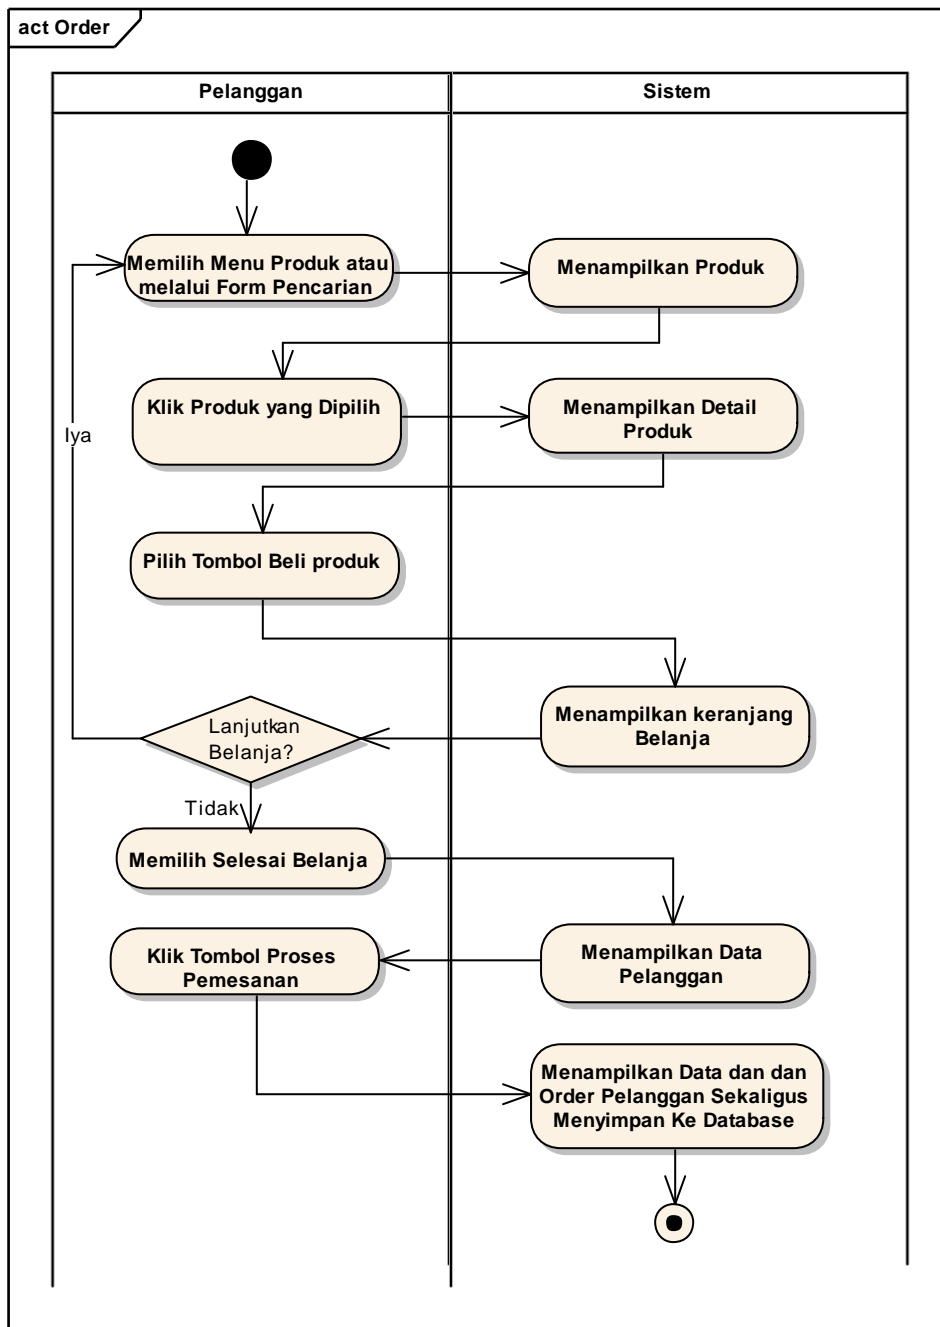 act Order
Pelanggan
Sistem
Memilih Menu Produk atau
melalui Form Pencarian
Menampilkan Produk
Klik Produk yang Dipilih
Menampilkan Detail
Produk
Iya
Pilih Tombol Beli produk
Menampilkan keranjang
Belanja
Lanjutkan
Belanja?
Tidak
Memilih Selesai Belanja
Klik Tombol Proses
Pemesanan
Menampilkan Data
Pelanggan
Menampilkan Data dan dan
Order Pelanggan Sekaligus
Menyimpan Ke Database